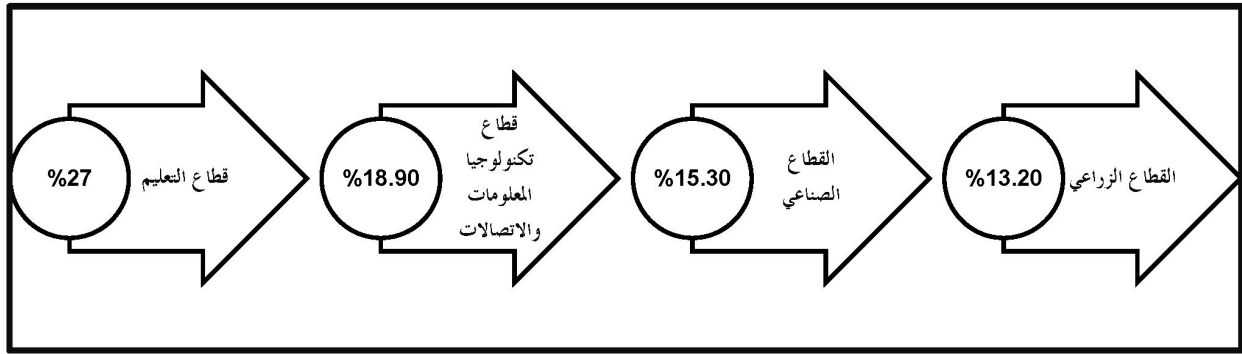 %13.20
القطاع الزراعي
%15.30
القطاع
الصناعي
%18.90
قطاع
تكنولوجيا
المعلومات
والاتصالات
%27
قطاع التعليم